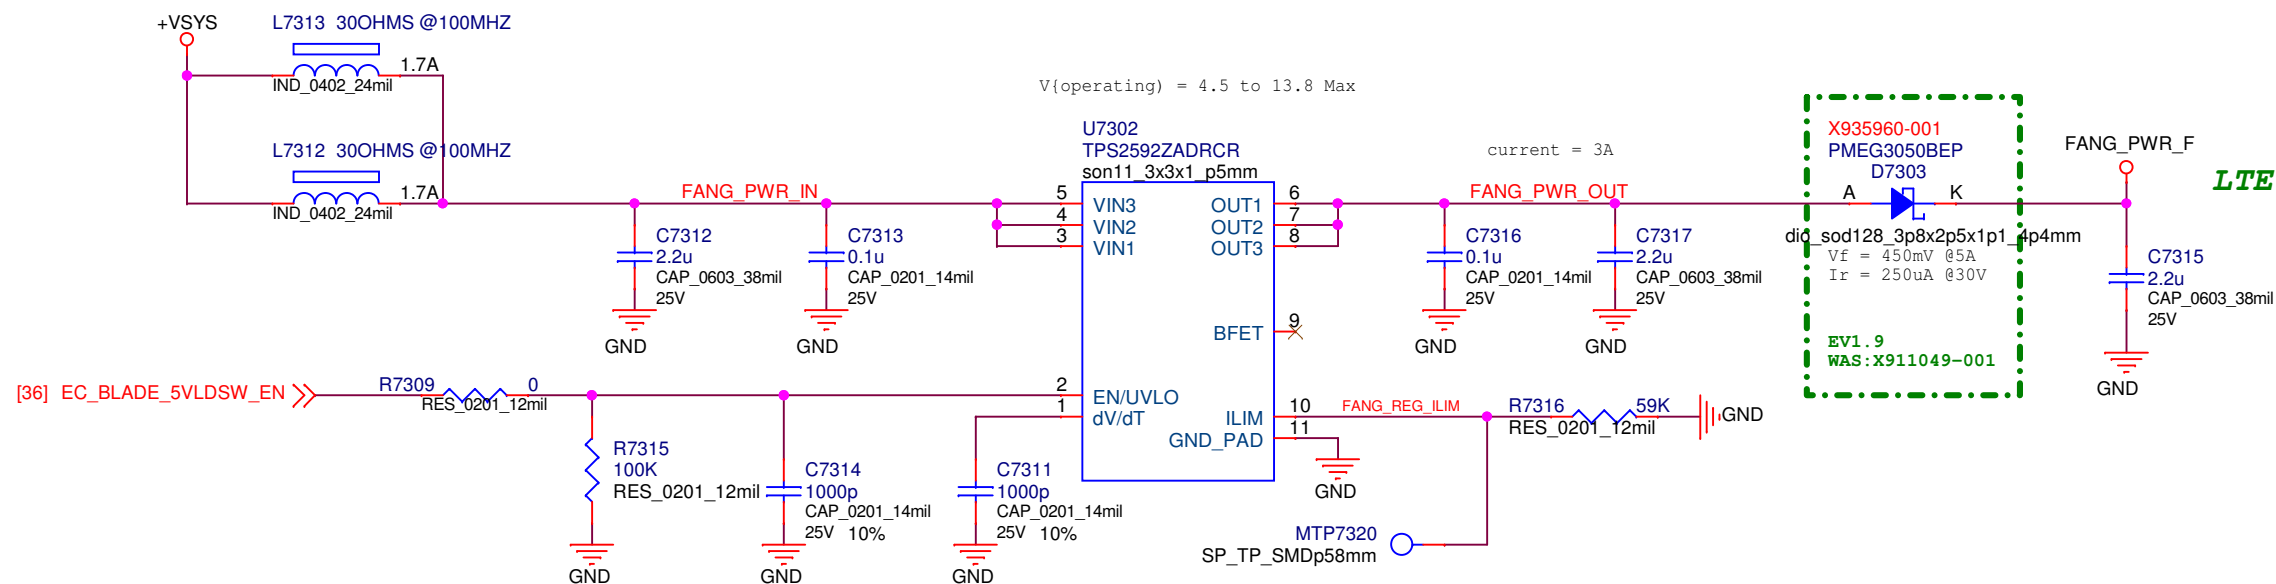 +VSYS
L7313 30OHMS @100MHZ
1.7A
IND_0402_24mil
L7312 30OHMS @100MHZ
1.7A
IND_0402_24mil
FANG_PWR_IN
C7312
2.2u
CAP_0603_38mil
25V
GND
C7313
0.1u
CAP_0201_14mil
25V
GND
V{operating) = 4.5 to 13.8 Max
U7302
TPS2592ZADRCR
son11_3x3x1_p5mm
5 VIN3 OUT1 6
4 VIN2 OUT2 7
3 VIN1 OUT3 8
BFET 9
2 EN/UVLO
1 dV/dT
ILIM 10
GND_PAD 11
GND
current = 3A
FANG_PWR_OUT
C7316
0.1u
CAP_0201_14mil
25V
GND
C7317
2.2u
CAP_0603_38mil
25V
GND
X935960-001
PMEG3050BEP
D7303
A K
dio_sod128_3p8x2p5x1p1_4p4mm
Vf = 450mV @5A
Ir = 250uA @30V
EV1.9
WAS:X911049-001
FANG_PWR_F
LTE
C7315
2.2u
CAP_0603_38mil
25V
GND
[36] EC_BLADE_5VLDSW_EN
R7309 0
RES_0201_12mil
R7315
100K
RES_0201_12mil
GND
C7314
1000p
CAP_0201_14mil
25V 10%
GND
C7311
1000p
CAP_0201_14mil
25V 10%
GND
FANG_REG_ILIM
R7316 59K
RES_0201_12mil
GND
MTP7320
SP_TP_SMDp58mm